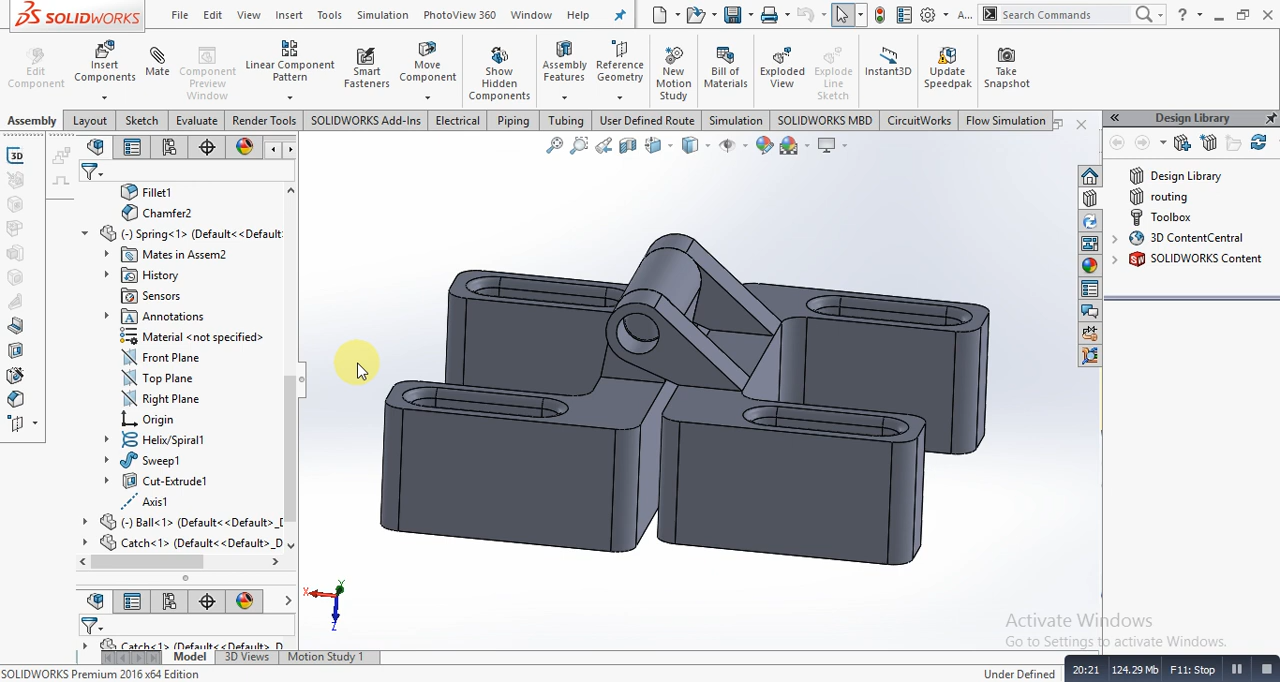 SOLIDWORKS
File Edit View Insert Tools Simulation PhotoView 360 Window Help
A... Search Commands ?
Edit Component
Insert Components
Mate
Component Preview Window
Linear Component Pattern
Smart Fasteners
Move Component
Show Hidden Components
Assembly Features
Reference Geometry
New Motion Study
Bill of Materials
Exploded View
Explode Line Sketch
Instant3D
Update Speedpak
Take Snapshot
Assembly Layout Sketch Evaluate Render Tools SOLIDWORKS Add-Ins Electrical Piping Tubing User Defined Route Simulation SOLIDWORKS MBD CircuitWorks Flow Simulation
Design Library
3D
Fillet1
Chamfer2
(-) Spring<1> (Default<<Default
Mates in Assem2
History
Sensors
Annotations
Material <not specified>
Front Plane
Top Plane
Right Plane
Origin
Helix/Spiral1
Sweep1
Cut-Extrude1
Axis1
(-) Ball<1> (Default<<Default>_D
Catch<1> (Default<<Default>_D
Catch<1> (Default<<Default>_D
Design Library
routing
Toolbox
3D ContentCentral
SOLIDWORKS Content
X Y Z
Activate Windows
Go to Settings to activate Windows.
Model 3D Views Motion Study 1
SOLIDWORKS Premium 2016 x64 Edition
Under Defined
20:21 124.29 Mb F11: Stop